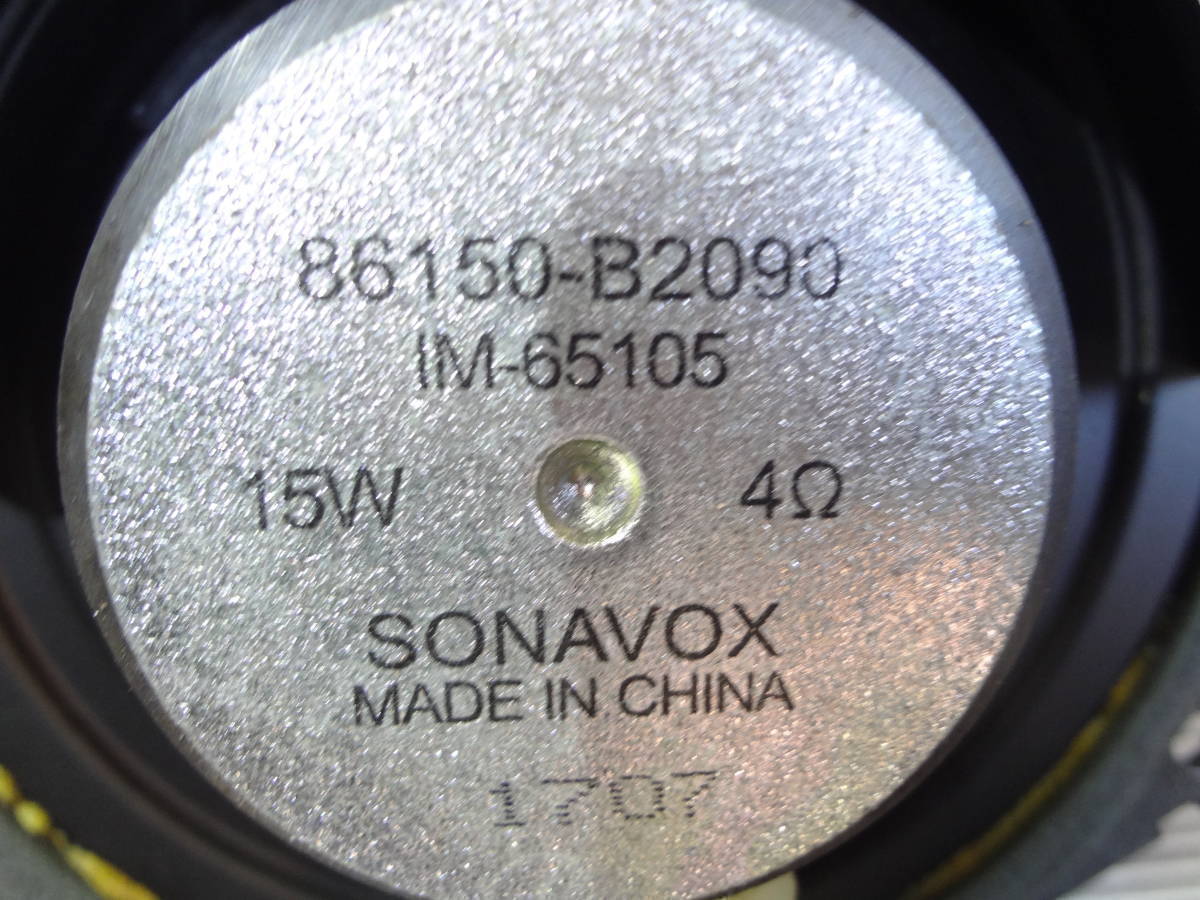 86150-B2090
IM-65105
15W 4Ω
SONAVOX
MADE IN CHINA
1707